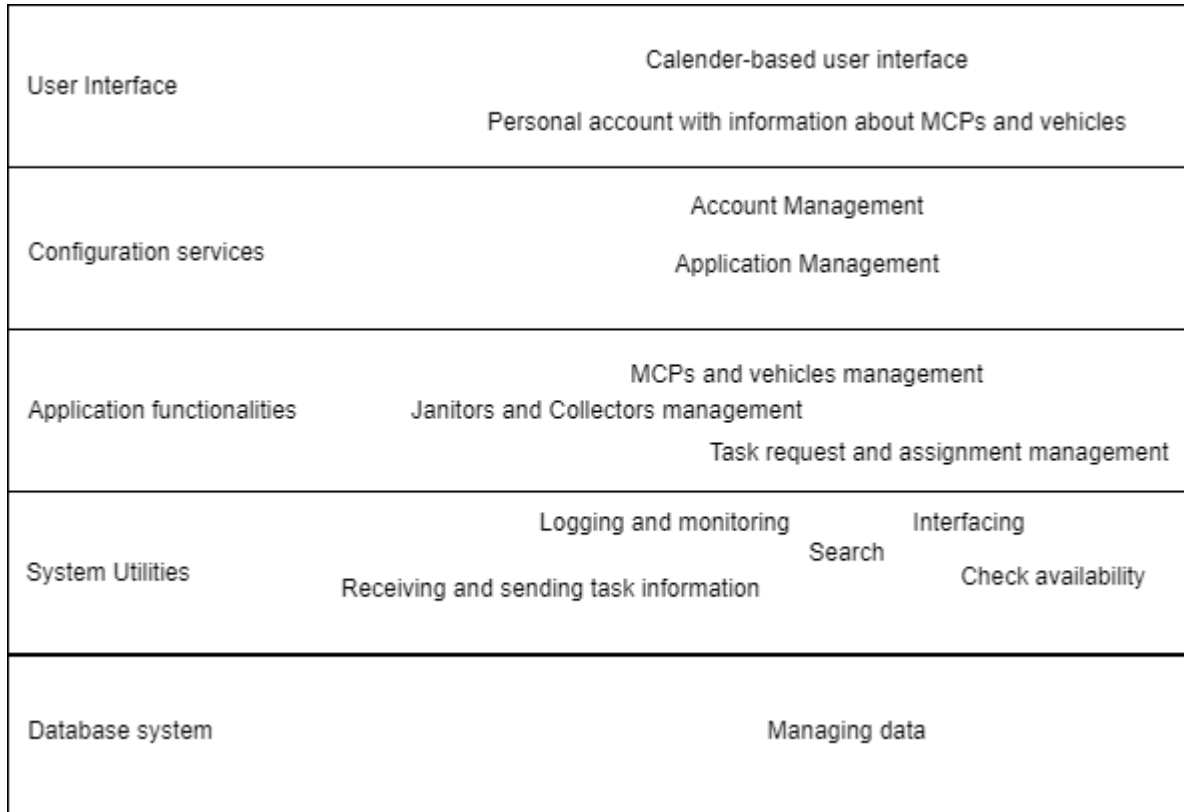 User Interface
Calender-based user interface
Personal account with information about MCPs and vehicles
Configuration services
Account Management
Application Management
Application functionalities
MCPs and vehicles management
Janitors and Collectors management
Task request and assignment management
System Utilities
Logging and monitoring
Interfacing
Search
Receiving and sending task information
Check availability
Database system
Managing data